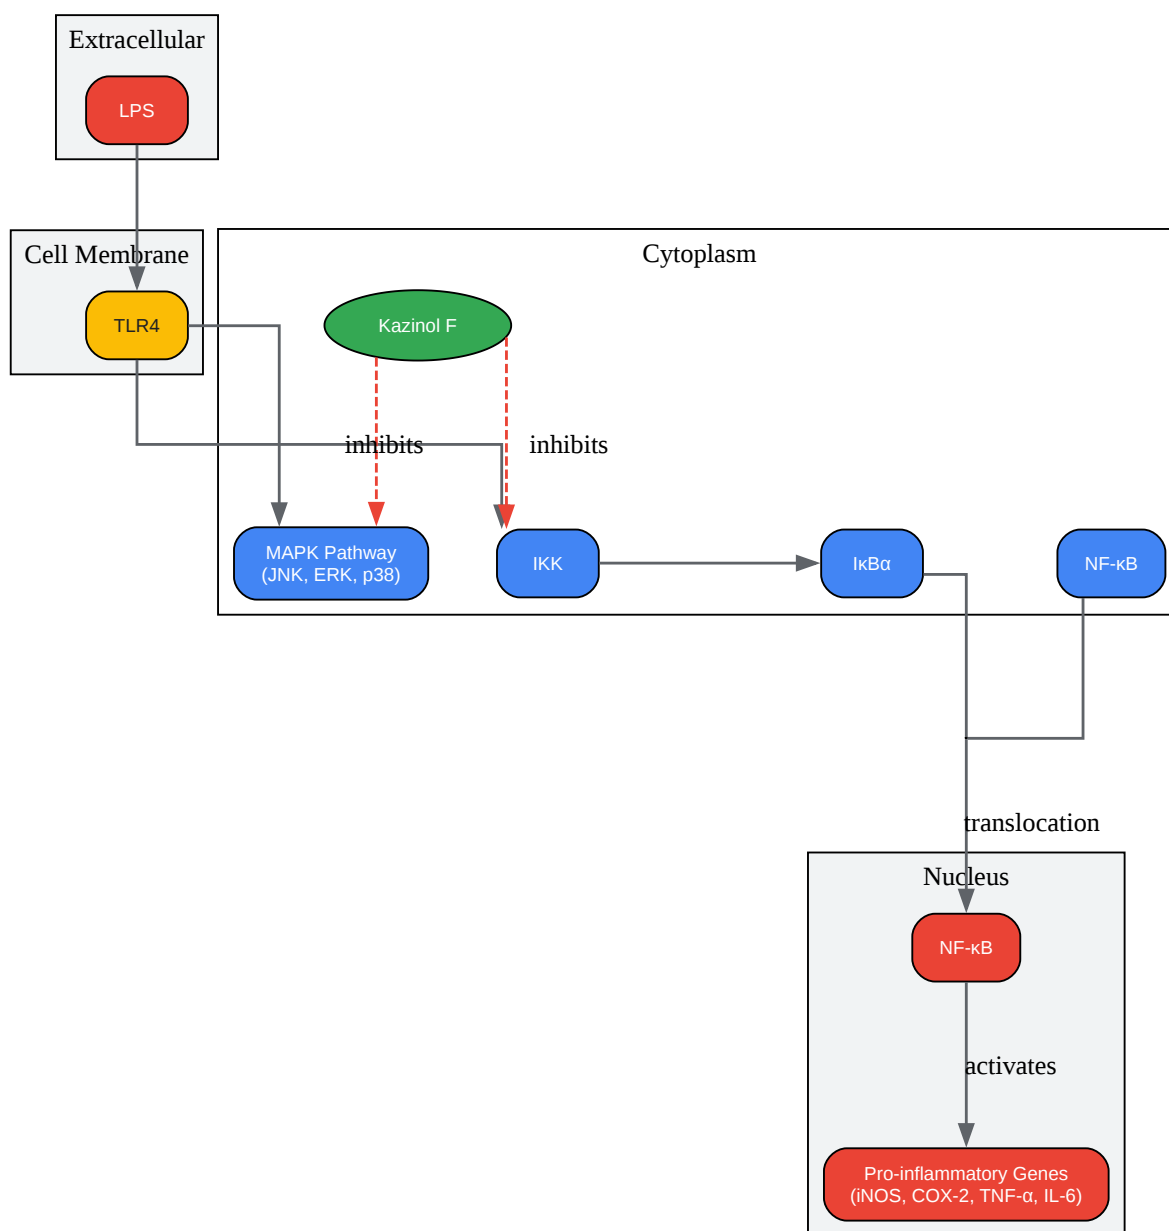 Extracellular
LPS
Cell Membrane
TLR4
Cytoplasm
Kazinol F
inhibits
inhibits
MAPK Pathway
(JNK, ERK, p38)
IKK
IκBα
NF-κB
translocation
Nucleus
NF-κB
activates
Pro-inflammatory Genes
(iNOS, COX-2, TNF-α, IL-6)